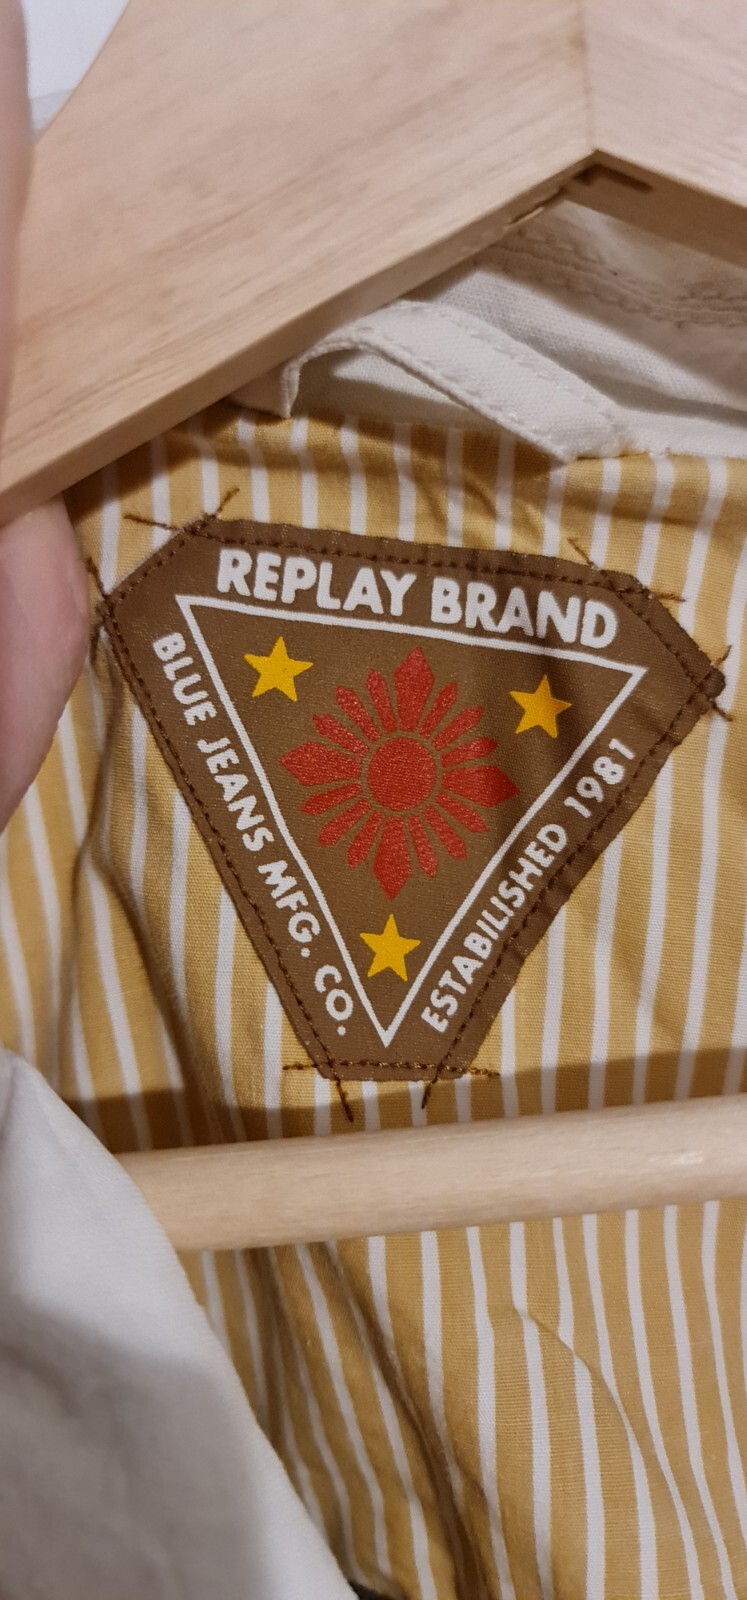 REPLAY BRAND
BLUE JEANS MFG. CO.
ESTABILISHED 1981